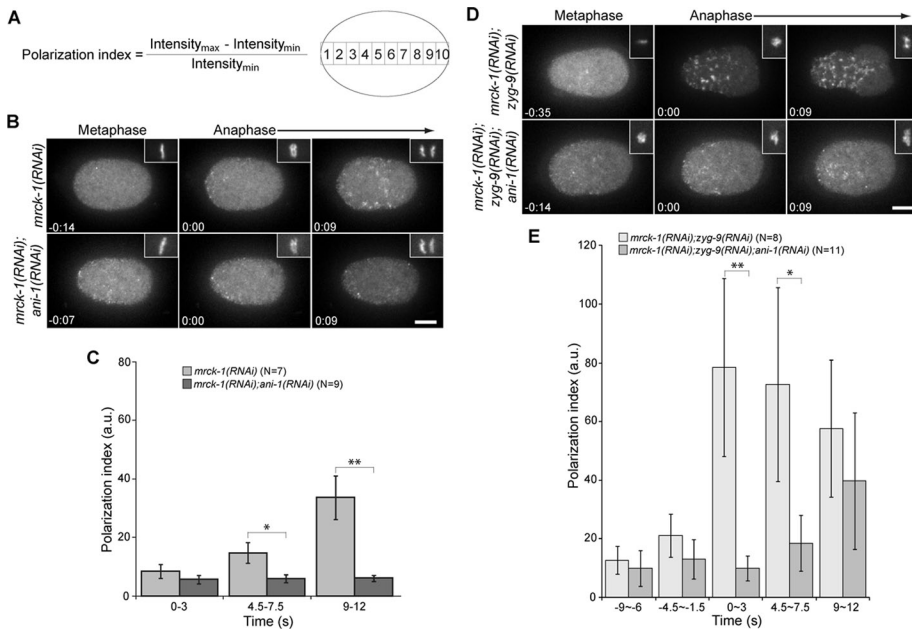 A
Polarization index = Intensitymax - Intensitymin
Intensitymin
1 2 3 4 5 6 7 8 9 10
B
Metaphase Anaphase
mrck-1(RNAi)
-0:14 0:00 0:09
mrck-1(RNAi);
ani-1(RNAi)
-0:07 0:00 0:09
C
mrck-1(RNAi) (N=7)
mrck-1(RNAi);ani-1(RNAi) (N=9)
Polarization index (a.u.)
80
60
40
20
0
*
**
0-3 4.5-7.5 9-12
Time (s)
D
Metaphase Anaphase
mrck-1(RNAi);
zyg-9(RNAi)
-0:35 0:00 0:09
mrck-1(RNAi);
zyg-9(RNAi);
ani-1(RNAi)
-0:14 0:00 0:09
E
mrck-1(RNAi);zyg-9(RNAi) (N=8)
mrck-1(RNAi);zyg-9(RNAi);ani-1(RNAi) (N=11)
Polarization index (a.u.)
120
100
80
60
40
20
0
**
*
-9~-6 -4.5~-1.5 0~3 4.5~7.5 9~12
Time (s)